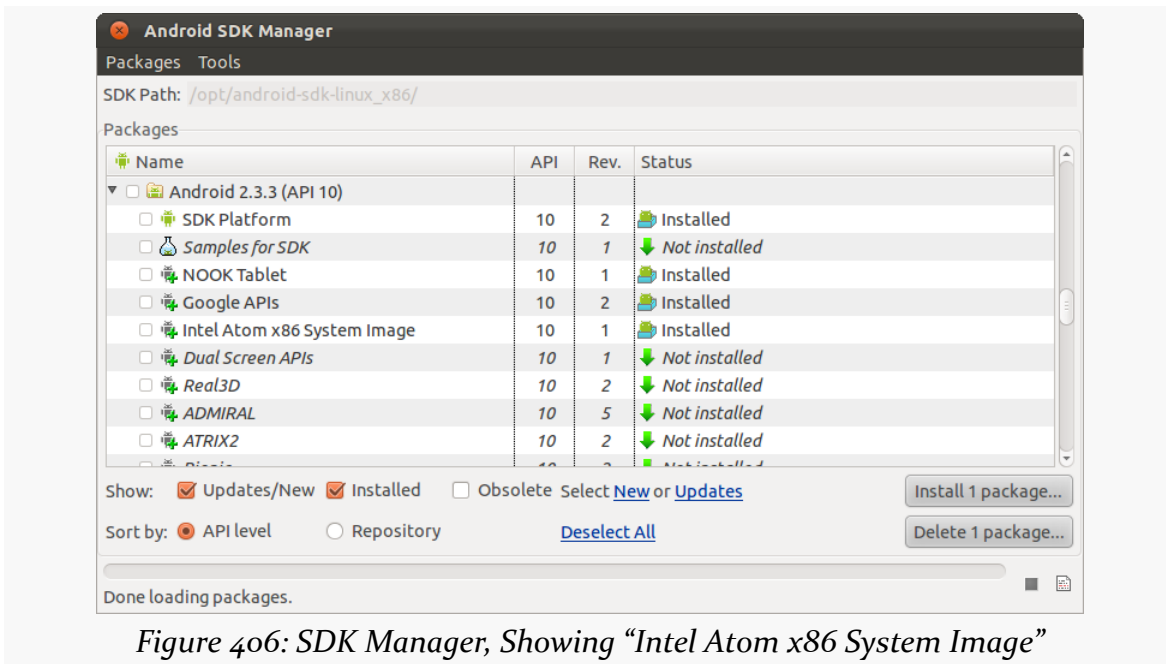 Android SDK Manager
Packages Tools
SDK Path: /opt/android-sdk-linux_x86/
Packages
Name API Rev. Status
Android 2.3.3 (API 10)
SDK Platform 10 2 Installed
Samples for SDK 10 1 Not installed
NOOK Tablet 10 1 Installed
Google APIs 10 2 Installed
Intel Atom x86 System Image 10 1 Installed
Dual Screen APIs 10 1 Not installed
Real3D 10 2 Not installed
ADMIRAL 10 5 Not installed
ATRIX2 10 2 Not installed
Show: Updates/New Installed Obsolete Select New or Updates Install 1 package...
Sort by: API level Repository Deselect All Delete 1 package...
Done loading packages.
Figure 406: SDK Manager, Showing “Intel Atom x86 System Image”